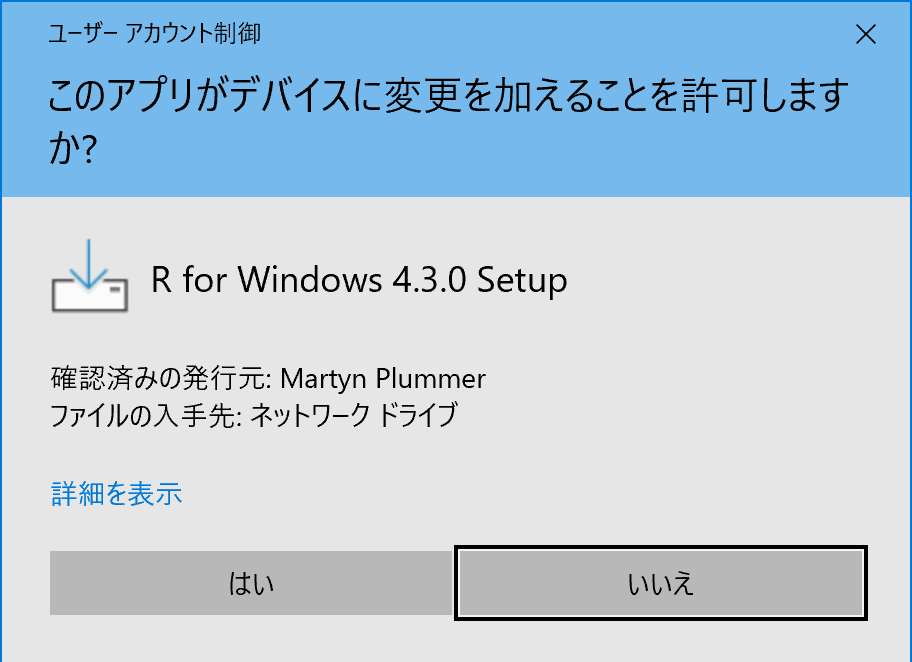 ユーザー アカウント制御
このアプリがデバイスに変更を加えることを許可します
か?
R for Windows 4.3.0 Setup
確認済みの発行元: Martyn Plummer
ファイルの入手先: ネットワーク ドライブ
詳細を表示
はい
いいえ